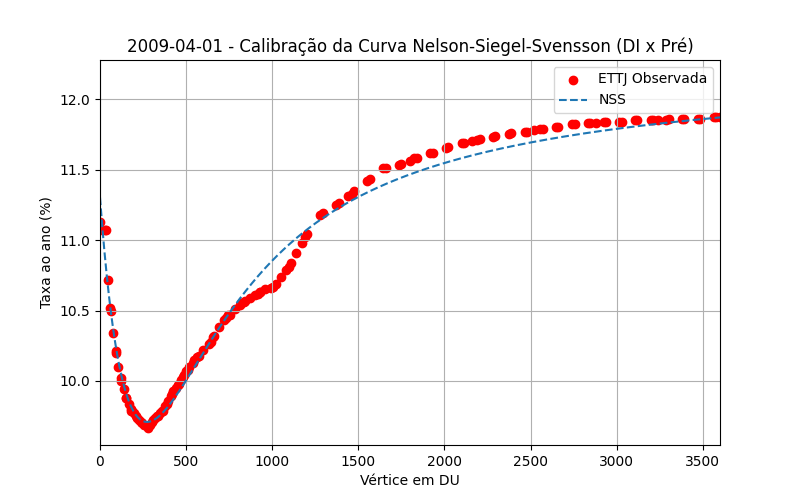 2009-04-01 - Calibração da Curva Nelson-Siegel-Svensson (DI x Pré)
ETTJ Observada
NSS
Taxa ao ano (%)
12.0
11.5
11.0
10.5
10.0
0 500 1000 1500 2000 2500 3000 3500
Vértice em DU